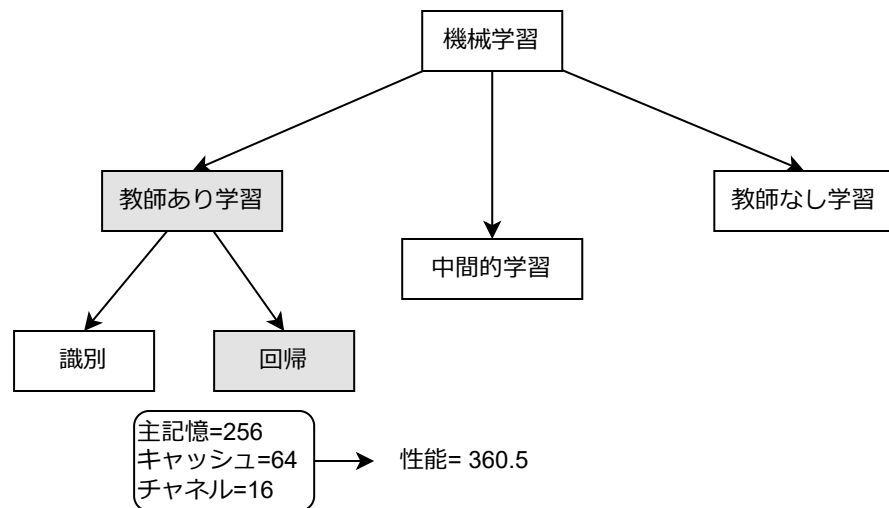 機械学習
教師あり学習
教師なし学習
中間的学習
識別
回帰
主記憶=256
キャッシュ=64
チャネル=16
性能= 360.5